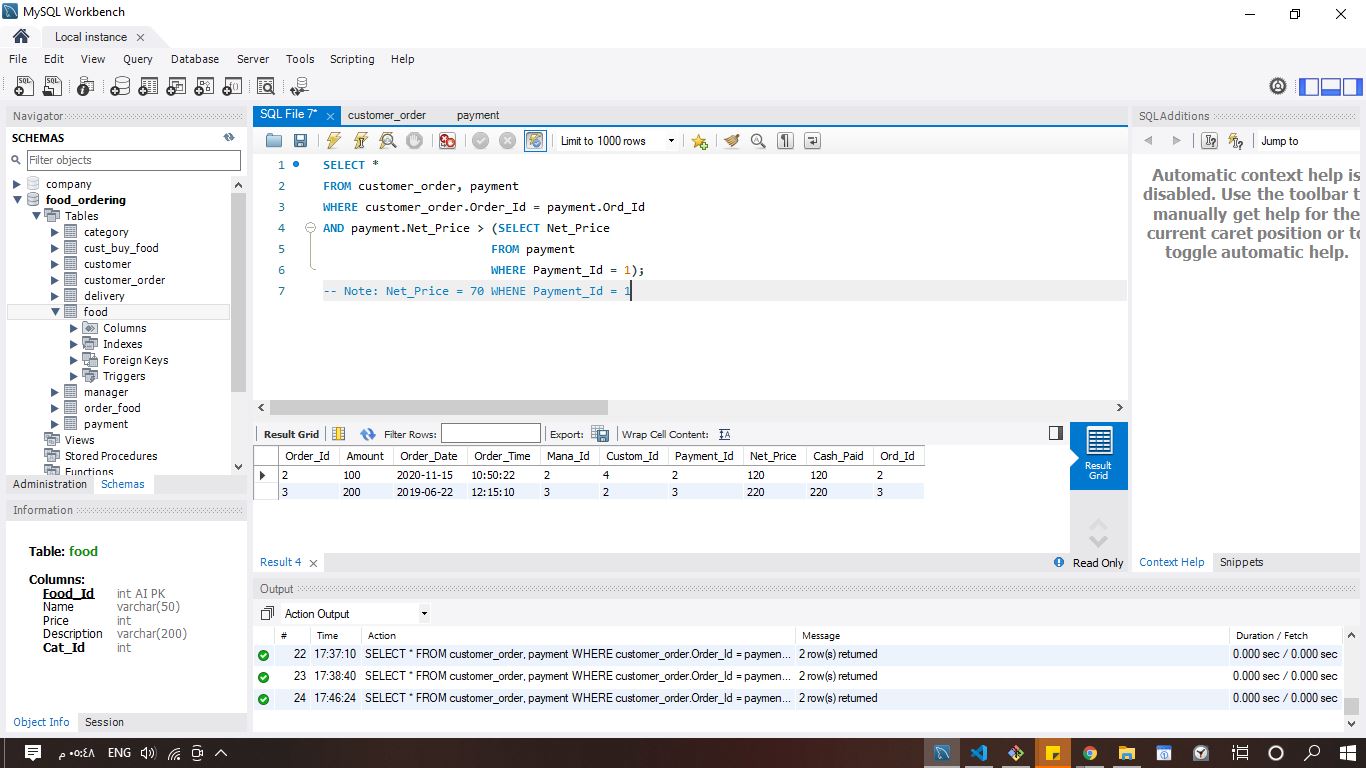 MySQL Workbench
Local instance
File Edit View Query Database Server Tools Scripting Help
Navigator
SCHEMAS
Filter objects
company
food_ordering
Tables
category
cust_buy_food
customer
customer_order
delivery
food
Columns
Indexes
Foreign Keys
Triggers
manager
order_food
payment
Views
Stored Procedures
Functions
Administration Schemas
Information
Table: food
Columns:
Food_Id int AI PK
Name varchar(50)
Price int
Description varchar(200)
Cat_Id int
Object Info Session
SQL File 7* customer_order payment
Limit to 1000 rows
1 SELECT *
2 FROM customer_order, payment
3 WHERE customer_order.Order_Id = payment.Ord_Id
4 AND payment.Net_Price > (SELECT Net_Price
5 FROM payment
6 WHERE Payment_Id = 1);
7 -- Note: Net_Price = 70 WHENE Payment_Id = 1
Result Grid Filter Rows: Export: Wrap Cell Content:
Order_Id Amount Order_Date Order_Time Mana_Id Custom_Id Payment_Id Net_Price Cash_Paid Ord_Id
2 100 2020-11-15 10:50:22 2 4 2 120 120 2
3 200 2019-06-22 12:15:10 3 2 3 220 220 3
Result
Grid
Result 4 Read Only
Output
Action Output
# Time Action Message Duration / Fetch
22 17:37:10 SELECT * FROM customer_order, payment WHERE customer_order.Order_Id = paymen... 2 row(s) returned 0.000 sec / 0.000 sec
23 17:38:40 SELECT * FROM customer_order, payment WHERE customer_order.Order_Id = paymen... 2 row(s) returned 0.000 sec / 0.000 sec
24 17:46:24 SELECT * FROM customer_order, payment WHERE customer_order.Order_Id = paymen... 2 row(s) returned 0.000 sec / 0.000 sec
SQLAdditions
Jump to
Automatic context help is
disabled. Use the toolbar t
manually get help for the
current caret position or to
toggle automatic help.
Context Help Snippets
٠٥:٤٨ م ENG